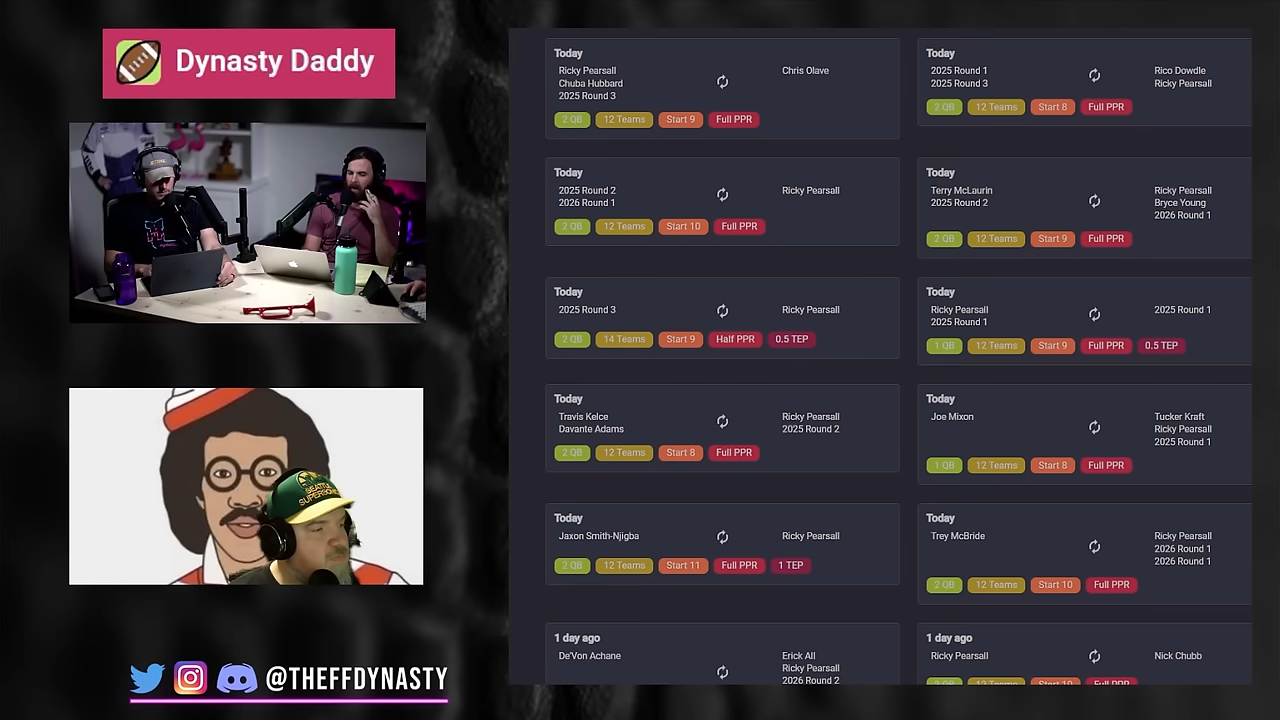 Dynasty Daddy
SEATTLE
SUPERSONICS
@THEFFDYNASTY
Today
Ricky Pearsall
Chuba Hubbard
2025 Round 3
Chris Olave
2 QB 12 Teams Start 9 Full PPR
Today
2025 Round 1
2025 Round 3
Rico Dowdle
Ricky Pearsall
2 QB 12 Teams Start 8 Full PPR
Today
2025 Round 2
2026 Round 1
Ricky Pearsall
2 QB 12 Teams Start 10 Full PPR
Today
Terry McLaurin
2025 Round 2
Ricky Pearsall
Bryce Young
2026 Round 1
2 QB 12 Teams Start 9 Full PPR
Today
2025 Round 3
Ricky Pearsall
2 QB 14 Teams Start 9 Half PPR 0.5 TEP
Today
Ricky Pearsall
2025 Round 1
2025 Round 1
1 QB 12 Teams Start 9 Full PPR 0.5 TEP
Today
Travis Kelce
Davante Adams
Ricky Pearsall
2025 Round 2
2 QB 12 Teams Start 8 Full PPR
Today
Joe Mixon
Tucker Kraft
Ricky Pearsall
2025 Round 1
1 QB 12 Teams Start 8 Full PPR
Today
Jaxon Smith-Njigba
Ricky Pearsall
2 QB 12 Teams Start 11 Full PPR 1 TEP
Today
Trey McBride
Ricky Pearsall
2026 Round 1
2026 Round 1
2 QB 12 Teams Start 10 Full PPR
1 day ago
De'Von Achane
Erick All
Ricky Pearsall
2026 Round 2
1 day ago
Ricky Pearsall
Nick Chubb
2 QB 12 Teams Start 10 Full PPR